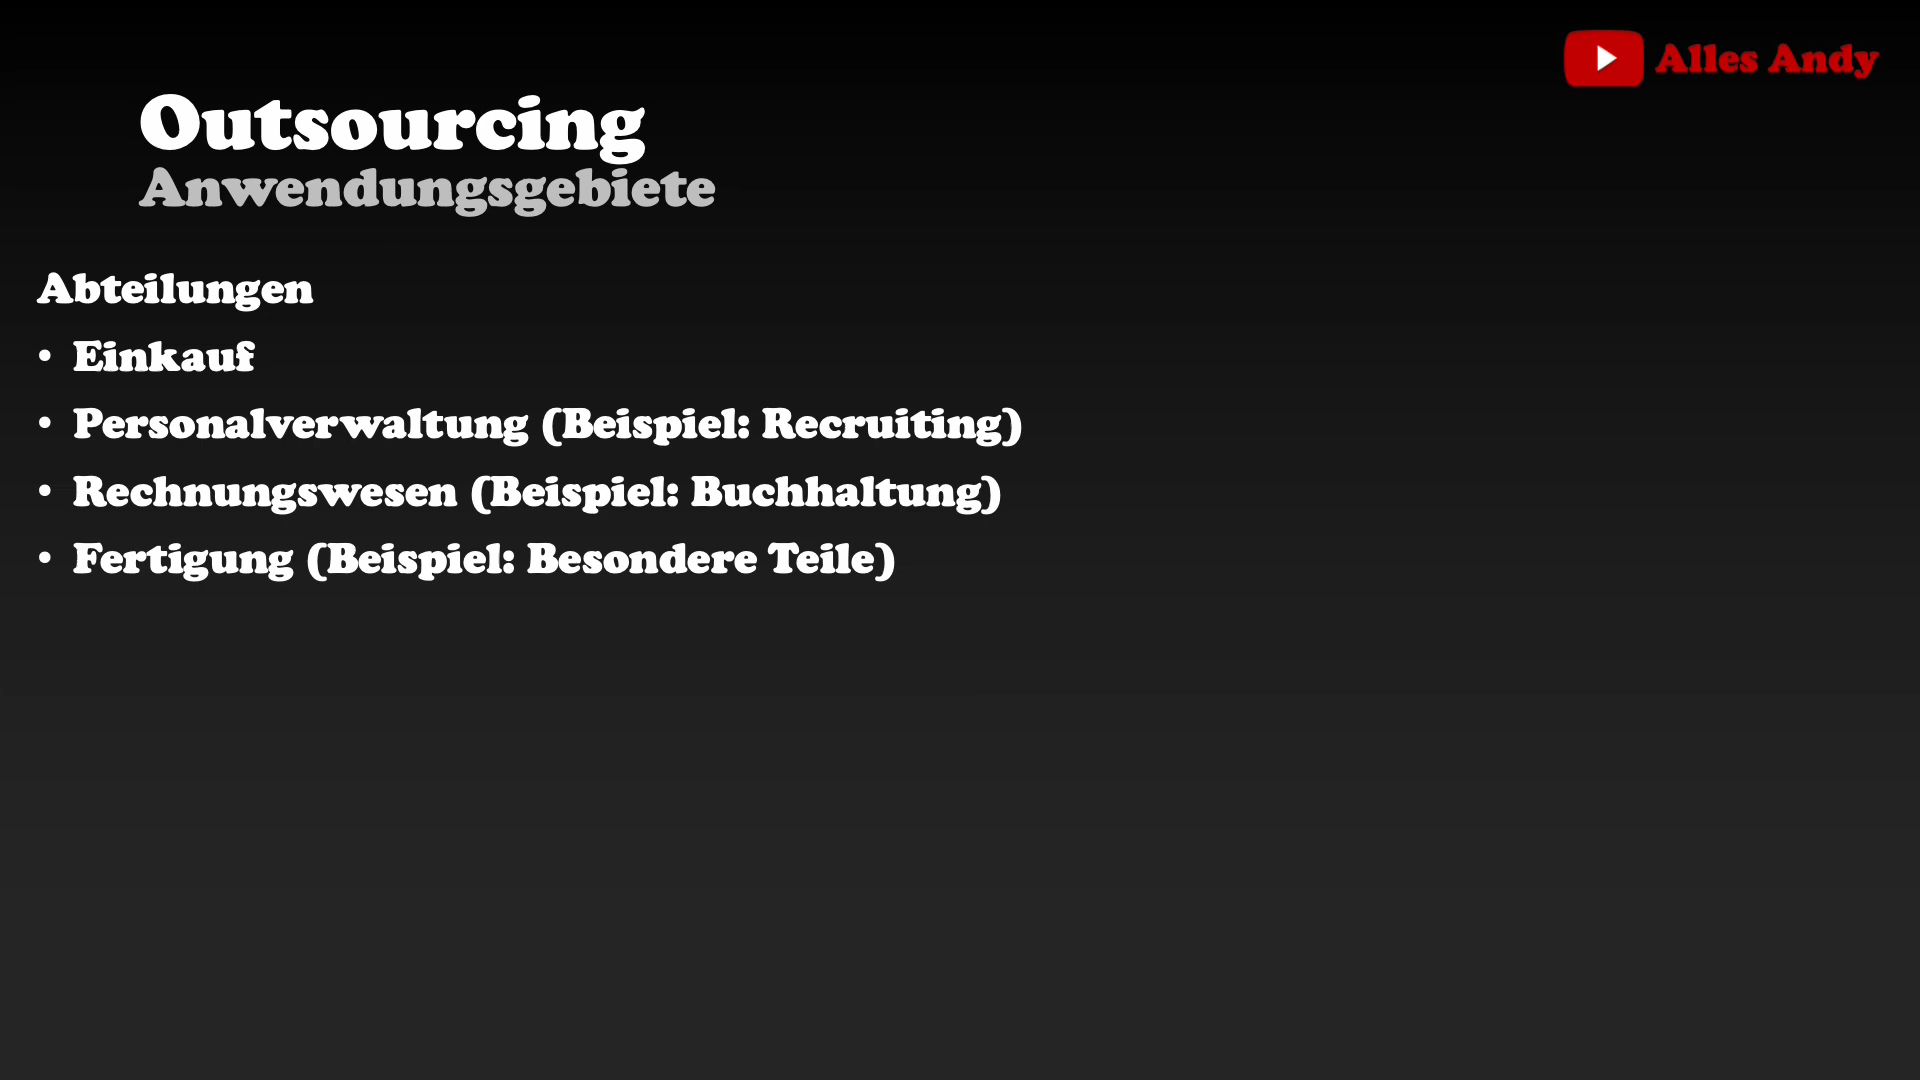 Alles Andy
Outsourcing
Anwendungsgebiete
Abteilungen
• Einkauf
• Personalverwaltung (Beispiel: Recruiting)
• Rechnungswesen (Beispiel: Buchhaltung)
• Fertigung (Beispiel: Besondere Teile)